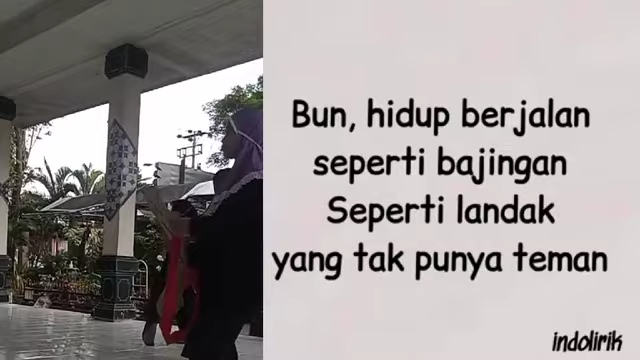 Bun, hidup berjalan
seperti bajingan
Seperti landak
yang tak punya teman
indolirik